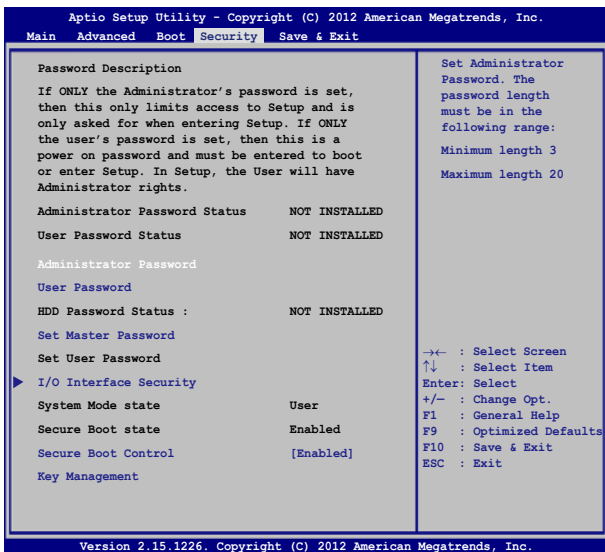 Aptio Setup Utility - Copyright (C) 2012 American Megatrends, Inc.
Main Advanced Boot Security Save & Exit
Password Description
If ONLY the Administrator's password is set,
then this only limits access to Setup and is
only asked for when entering Setup. If ONLY
the user's password is set, then this is a
power on password and must be entered to boot
or enter Setup. In Setup, the User will have
Administrator rights.
Administrator Password Status NOT INSTALLED
User Password Status NOT INSTALLED
Administrator Password
User Password
HDD Password Status : NOT INSTALLED
Set Master Password
Set User Password
I/O Interface Security
System Mode state User
Secure Boot state Enabled
Secure Boot Control [Enabled]
Key Management
Set Administrator
Password. The
password length
must be in the
following range:
Minimum length 3
Maximum length 20
→← : Select Screen
↑↓ : Select Item
Enter: Select
+/— : Change Opt.
F1 : General Help
F9 : Optimized Defaults
F10 : Save & Exit
ESC : Exit
Version 2.15.1226. Copyright (C) 2012 American Megatrends, Inc.